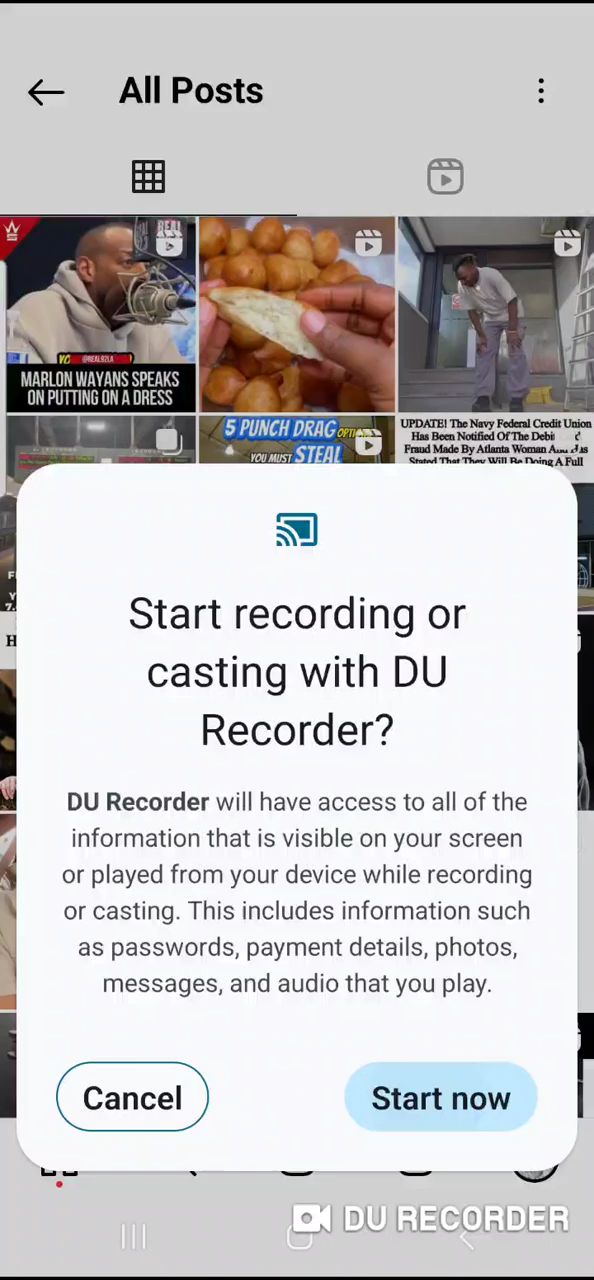 All Posts
REAL
@REAL92LA
MARLON WAYANS SPEAKS
ON PUTTING ON A DRESS
5 PUNCH DRAG
YOU MUST STEAL
UPDATE! The Navy Federal Credit Union
Has Been Notified Of The Debi
Fraud Made By Atlanta Woman And Has
Stated That They Will Be Doing A Full
Start recording or
casting with DU
Recorder?
DU Recorder will have access to all of the
information that is visible on your screen
or played from your device while recording
or casting. This includes information such
as passwords, payment details, photos,
messages, and audio that you play.
Cancel
Start now
DU RECORDER